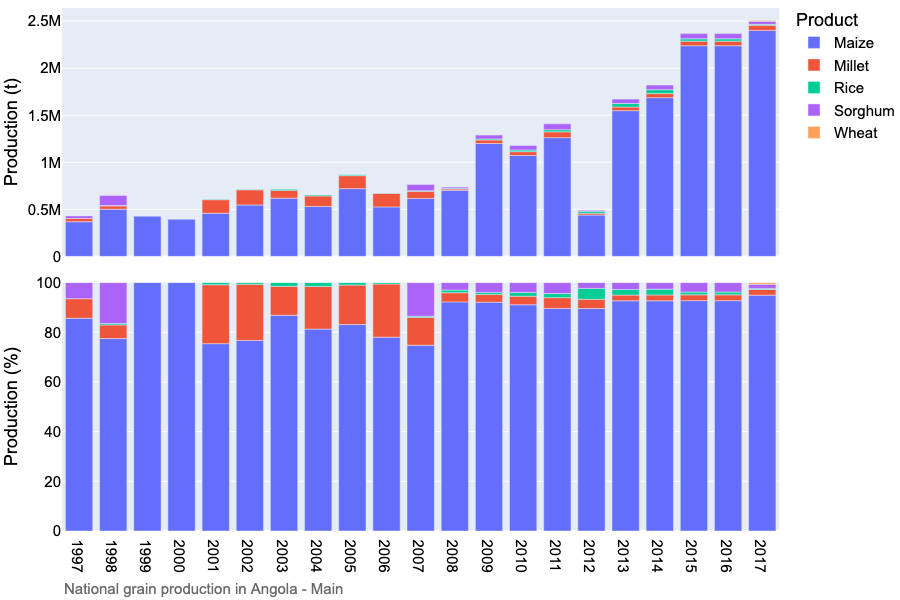 Product
Maize
Millet
Rice
Sorghum
Wheat
Production (t)
2.5M
2M
1.5M
1M
0.5M
0
Production (%)
100
80
60
40
20
0
1997 1998 1999 2000 2001 2002 2003 2004 2005 2006 2007 2008 2009 2010 2011 2012 2013 2014 2015 2016 2017
National grain production in Angola - Main